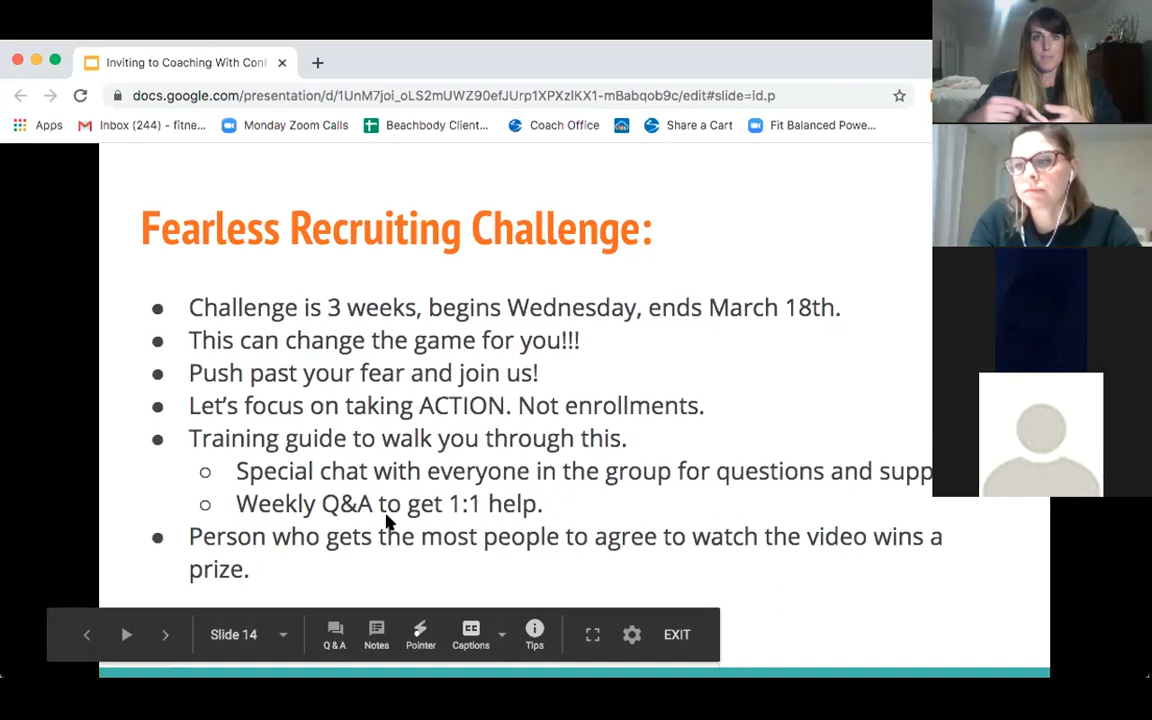 Inviting to Coaching With Conf
docs.google.com/presentation/d/1UnM7joi_oLS2mUWZ90efJUrp1XPXzIKX1-mBabqob9c/edit#slide=id.p
Apps Inbox (244) - fitne... Monday Zoom Calls Beachbody Client... Coach Office Share a Cart Fit Balanced Powe...
Fearless Recruiting Challenge:
● Challenge is 3 weeks, begins Wednesday, ends March 18th.
● This can change the game for you!!!
● Push past your fear and join us!
● Let's focus on taking ACTION. Not enrollments.
● Training guide to walk you through this.
○ Special chat with everyone in the group for questions and supp
○ Weekly Q&A to get 1:1 help.
● Person who gets the most people to agree to watch the video wins a
prize.
Slide 14 Q & A Notes Pointer Captions Tips EXIT